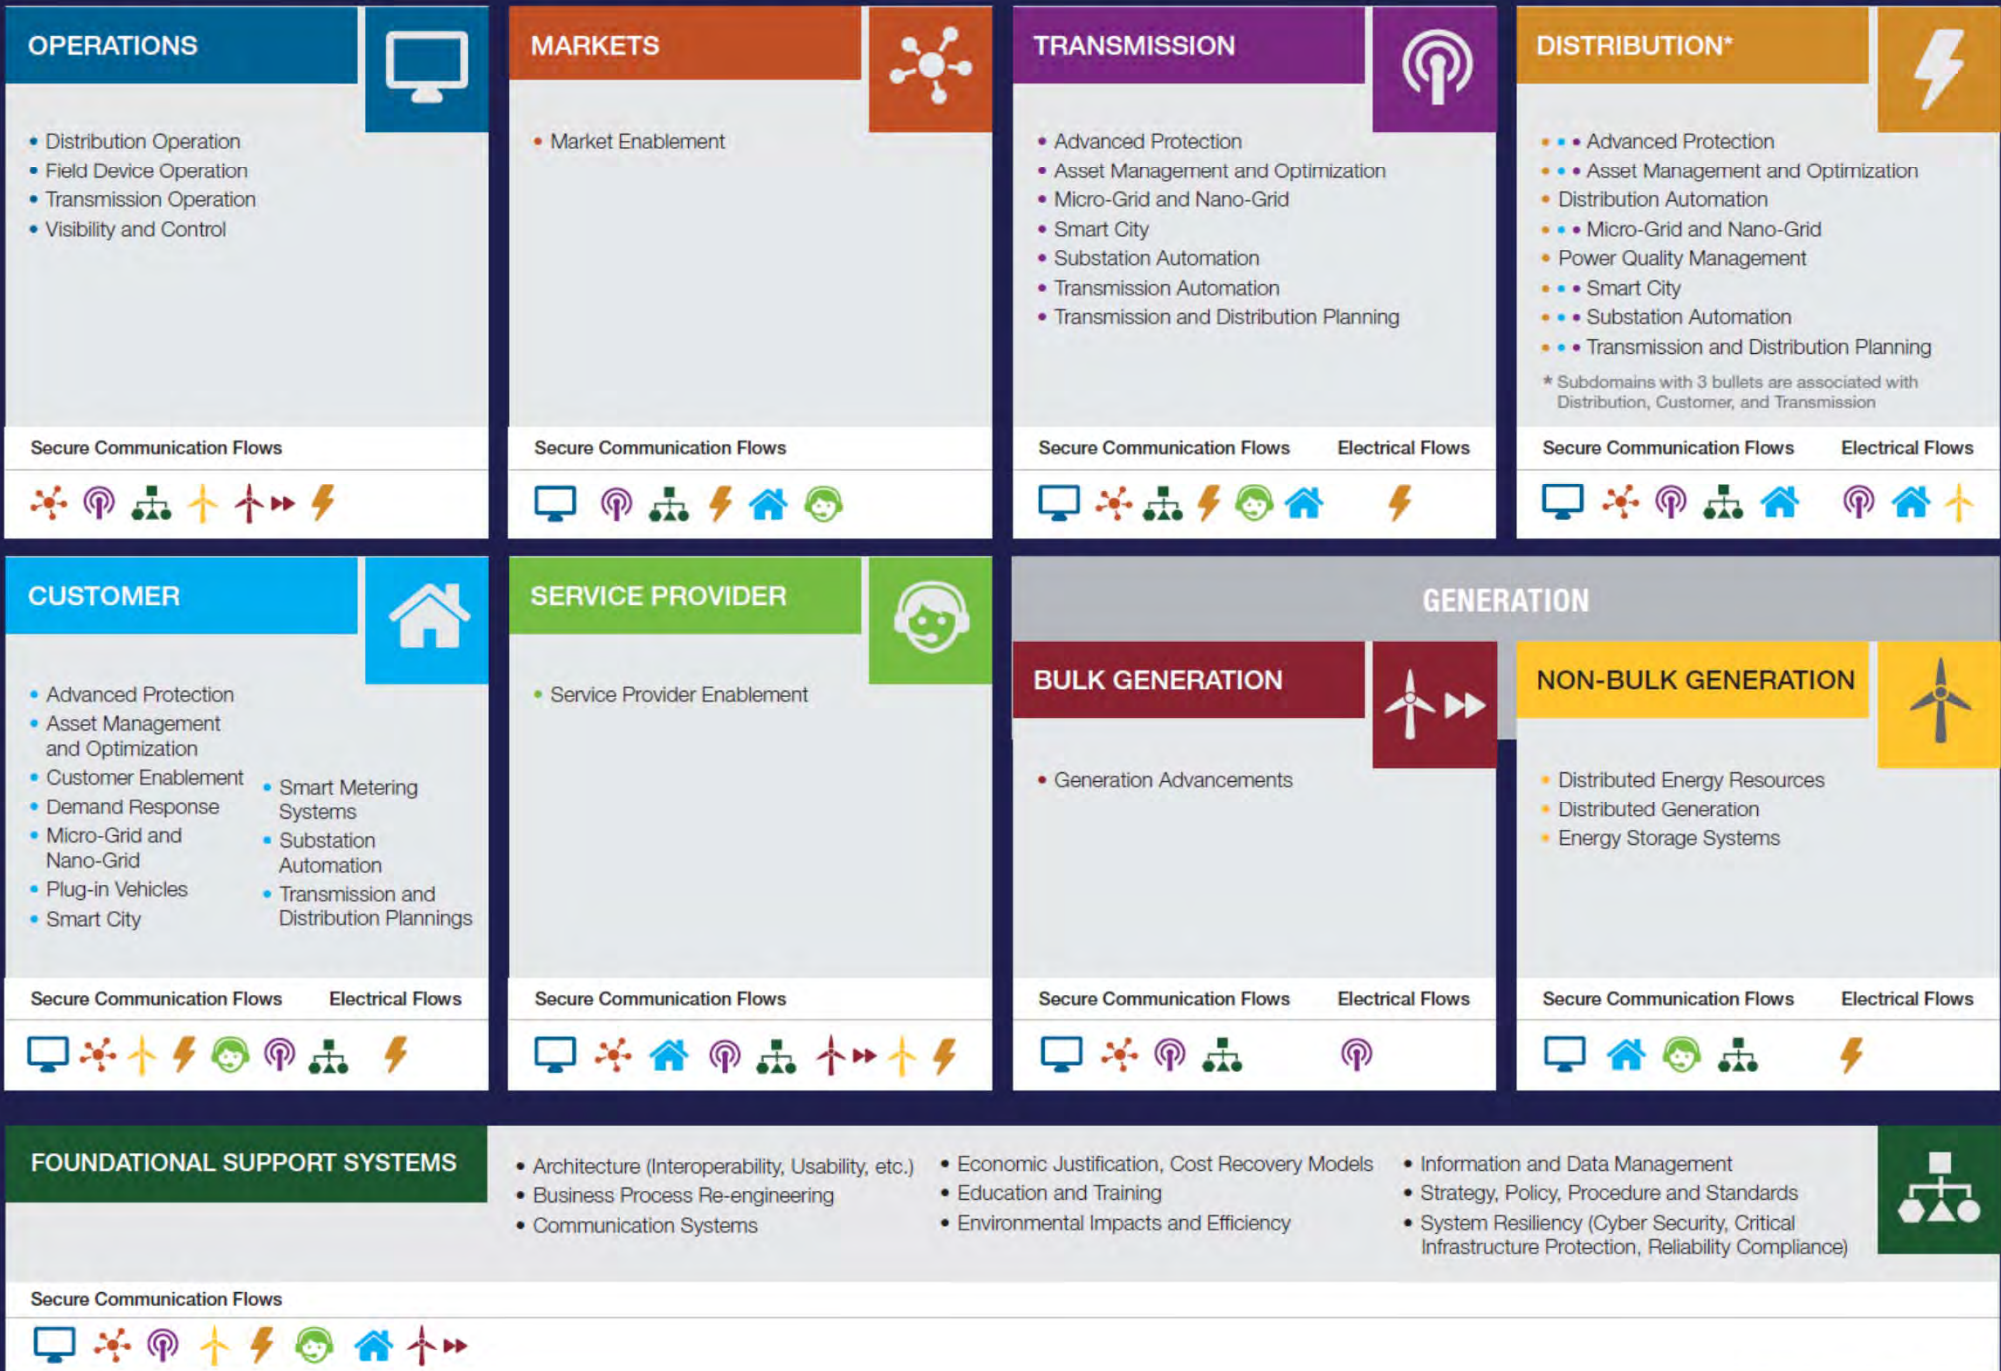 OPERATIONS
• Distribution Operation
• Field Device Operation
• Transmission Operation
• Visibility and Control
Secure Communication Flows
MARKETS
• Market Enablement
Secure Communication Flows
TRANSMISSION
• Advanced Protection
• Asset Management and Optimization
• Micro-Grid and Nano-Grid
• Smart City
• Substation Automation
• Transmission Automation
• Transmission and Distribution Planning
Secure Communication Flows Electrical Flows
DISTRIBUTION*
• • • Advanced Protection
• • • Asset Management and Optimization
• Distribution Automation
• • • Micro-Grid and Nano-Grid
• Power Quality Management
• • • Smart City
• • • Substation Automation
• • • Transmission and Distribution Planning
* Subdomains with 3 bullets are associated with
Distribution, Customer, and Transmission
Secure Communication Flows Electrical Flows
CUSTOMER
• Advanced Protection
• Asset Management
and Optimization
• Customer Enablement
• Demand Response
• Micro-Grid and
Nano-Grid
• Plug-in Vehicles
• Smart City
• Smart Metering
Systems
• Substation
Automation
• Transmission and
Distribution Plannings
Secure Communication Flows Electrical Flows
SERVICE PROVIDER
• Service Provider Enablement
Secure Communication Flows
GENERATION
BULK GENERATION
• Generation Advancements
Secure Communication Flows Electrical Flows
NON-BULK GENERATION
• Distributed Energy Resources
• Distributed Generation
• Energy Storage Systems
Secure Communication Flows Electrical Flows
FOUNDATIONAL SUPPORT SYSTEMS
• Architecture (Interoperability, Usability, etc.)
• Business Process Re-engineering
• Communication Systems
• Economic Justification, Cost Recovery Models
• Education and Training
• Environmental Impacts and Efficiency
• Information and Data Management
• Strategy, Policy, Procedure and Standards
• System Resiliency (Cyber Security, Critical
Infrastructure Protection, Reliability Compliance)
Secure Communication Flows